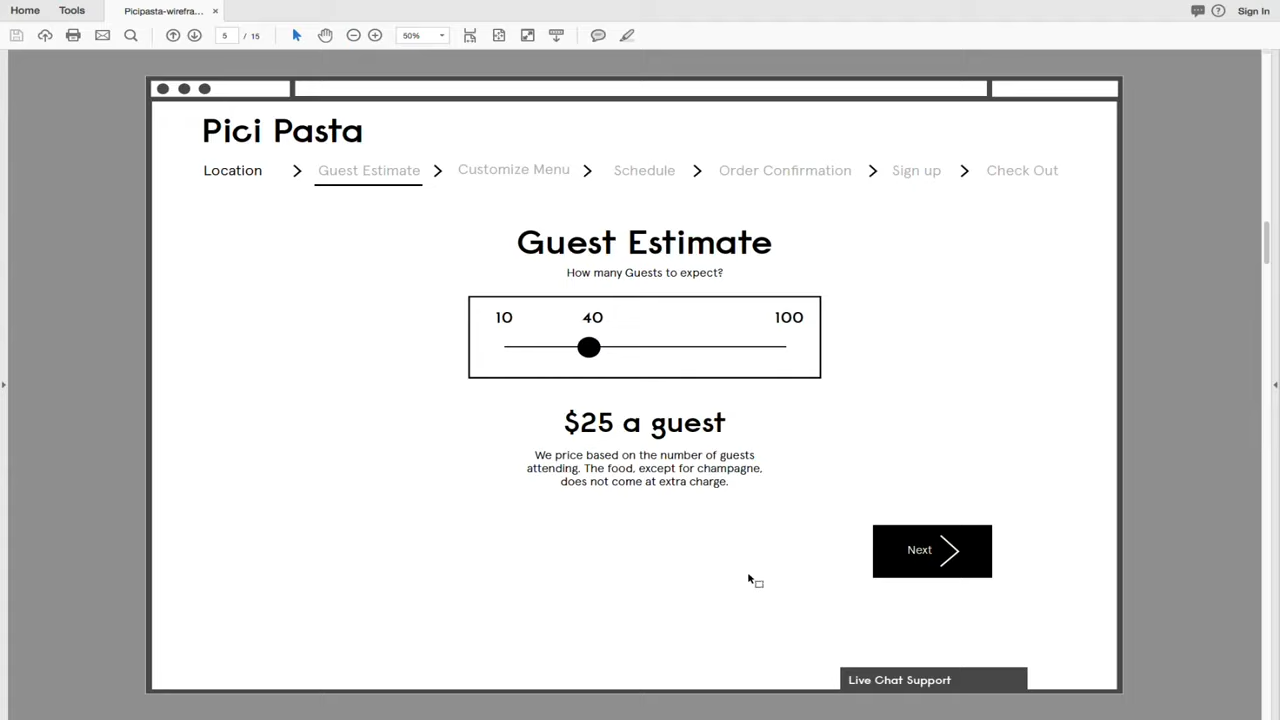 Home Tools Picipasta-wirefra... × Sign In
5 / 15 50%
Pici Pasta
Location > Guest Estimate > Customize Menu > Schedule > Order Confirmation > Sign up > Check Out
Guest Estimate
How many Guests to expect?
10 40 100
$25 a guest
We price based on the number of guests
attending. The food, except for champagne,
does not come at extra charge.
Next
Live Chat Support